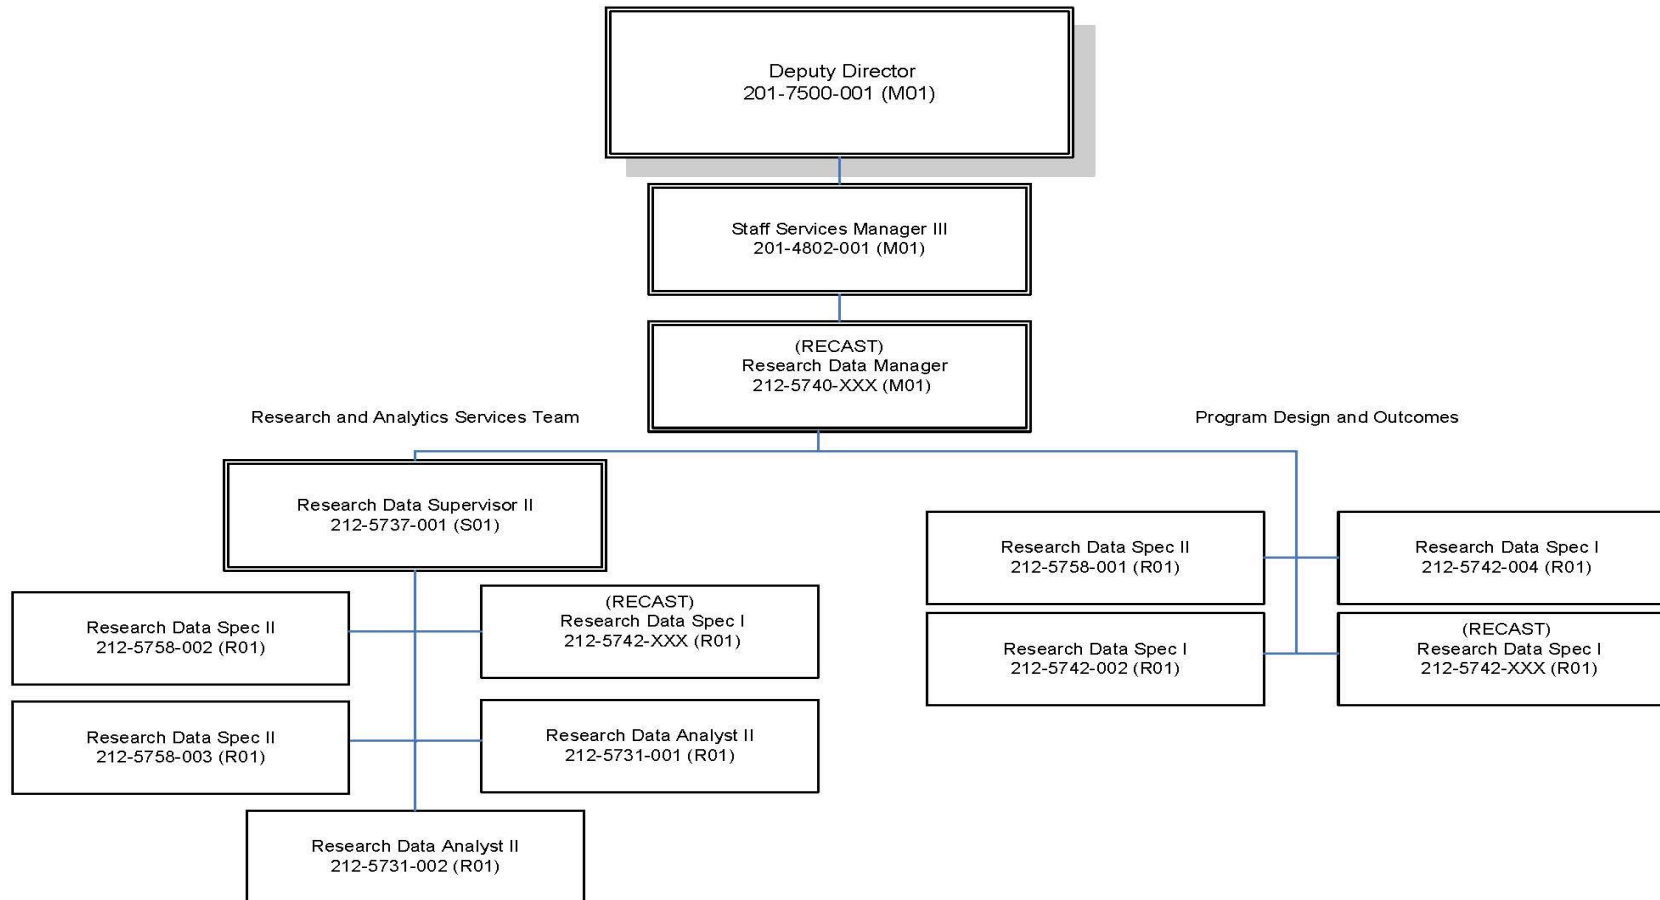 Deputy Director
201-7500-001 (M01)
Staff Services Manager III
201-4802-001 (M01)
(RECAST)
Research Data Manager
212-5740-XXX (M01)
Research and Analytics Services Team
Program Design and Outcomes
Research Data Supervisor II
212-5737-001 (S01)
Research Data Spec II
212-5758-002 (R01)
(RECAST)
Research Data Spec I
212-5742-XXX (R01)
Research Data Spec II
212-5758-003 (R01)
Research Data Analyst II
212-5731-001 (R01)
Research Data Analyst II
212-5731-002 (R01)
Research Data Spec II
212-5758-001 (R01)
Research Data Spec I
212-5742-004 (R01)
Research Data Spec I
212-5742-002 (R01)
(RECAST)
Research Data Spec I
212-5742-XXX (R01)